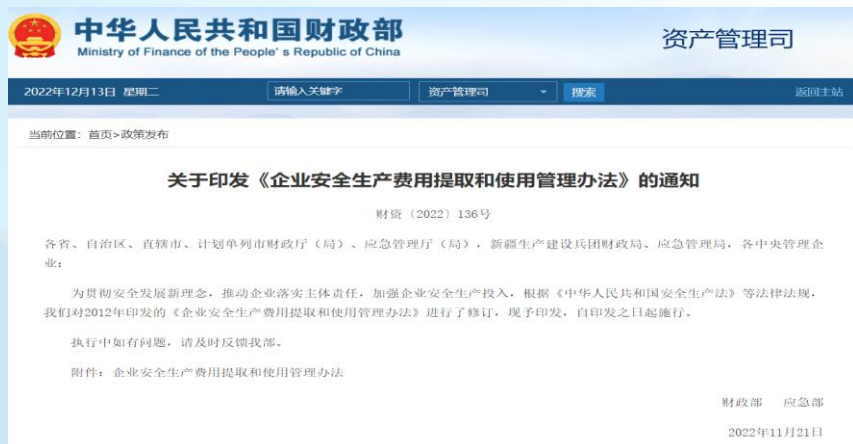 中华人民共和国财政部
Ministry of Finance of the People' s Republic of China
资产管理司
2022年12月13日 星期二
请输入关键字
资产管理司
搜索
返回主站
当前位置：首页>政策发布
关于印发《企业安全生产费用提取和使用管理办法》的通知
财资〔2022〕136号
各省、自治区、直辖市、计划单列市财政厅（局）、应急管理厅（局），新疆生产建设兵团财政局、应急管理局，各中央管理企
业：
为贯彻安全发展新理念，推动企业落实主体责任，加强企业安全生产投入，根据《中华人民共和国安全生产法》等法律法规，
我们对2012年印发的《企业安全生产费用提取和使用管理办法》进行了修订，现予印发，自印发之日起施行。
执行中如有问题，请及时反馈我部。
附件：企业安全生产费用提取和使用管理办法
财政部 应急部
2022年11月21日